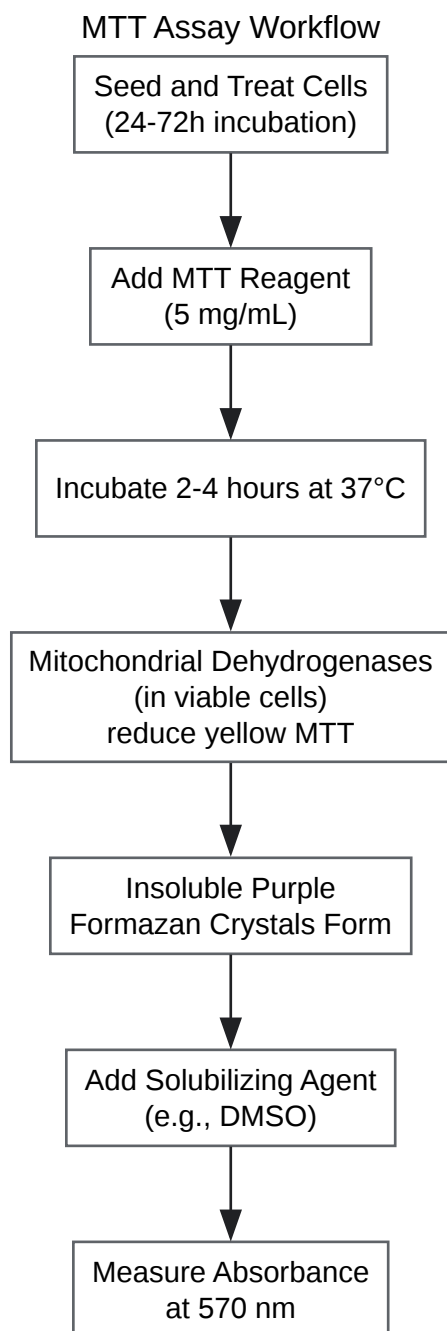 MTT Assay Workflow
Seed and Treat Cells
(24-72h incubation)
Add MTT Reagent
(5 mg/mL)
Incubate 2-4 hours at 37°C
Mitochondrial Dehydrogenases
(in viable cells)
reduce yellow MTT
Insoluble Purple
Formazan Crystals Form
Add Solubilizing Agent
(e.g., DMSO)
Measure Absorbance
at 570 nm